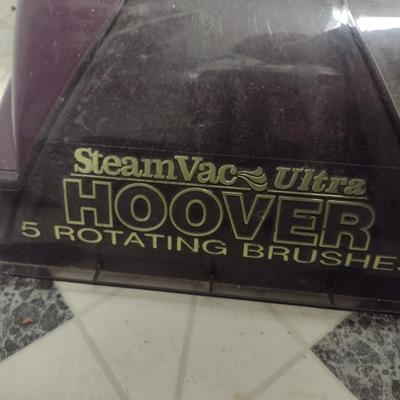 SteamVac Ultra
HOOVER
5 ROTATING BRUSHES